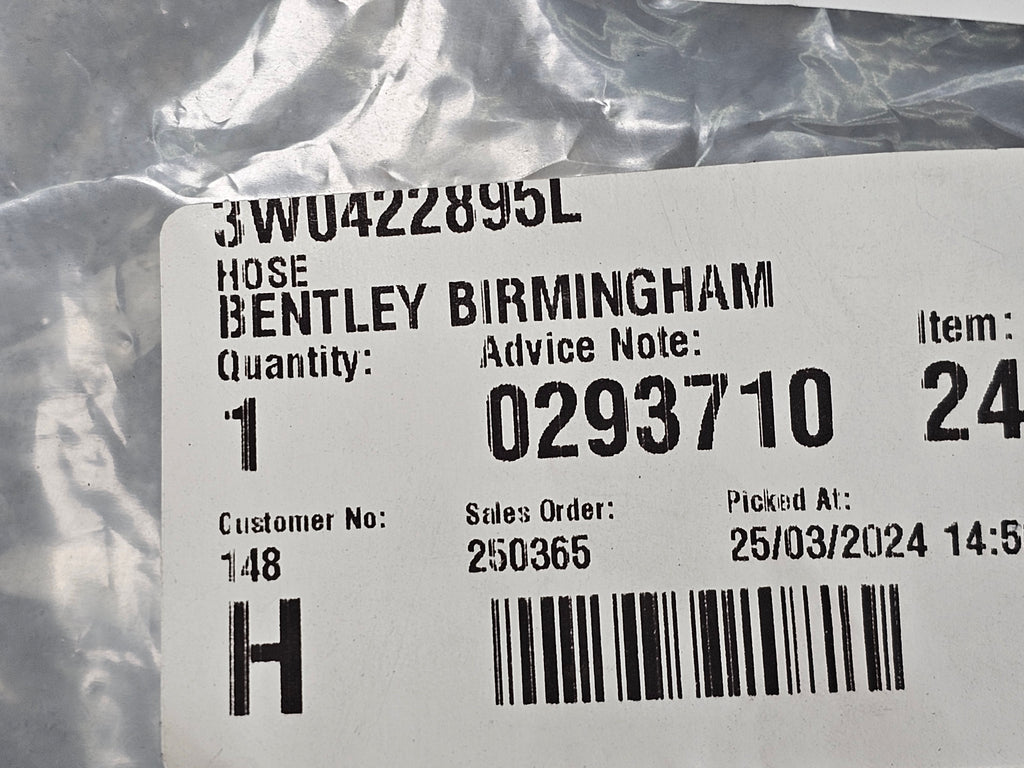 3W0422895L
HOSE
BENTLEY BIRMINGHAM
Quantity: Advice Note: Item:
1 0293710 24
Customer No: Sales Order: Picked At:
148 250365 25/03/2024 14:5
H